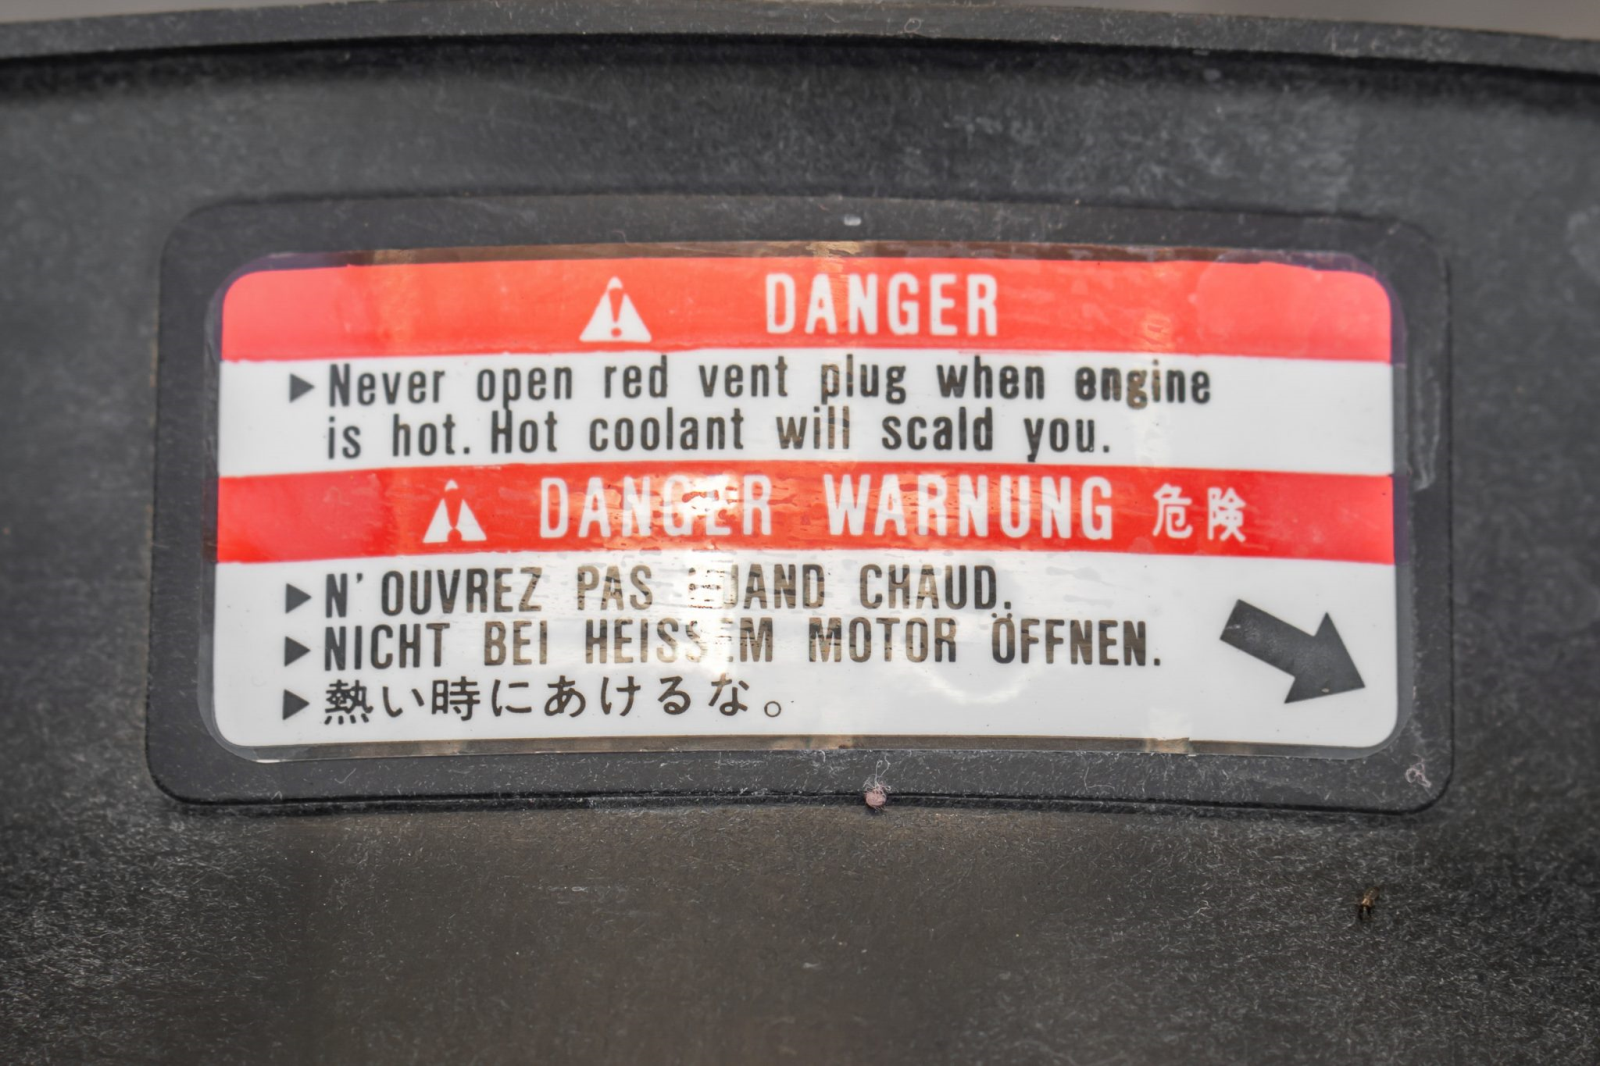 DANGER
▶Never open red vent plug when engine
is hot. Hot coolant will scald you.
DANGER WARNUNG 危険
▶N'OUVREZ PAS CHAUD.
▶NICHT BEI HEISSEM MOTOR ÖFFNEN.
▶熱い時にあけるな。